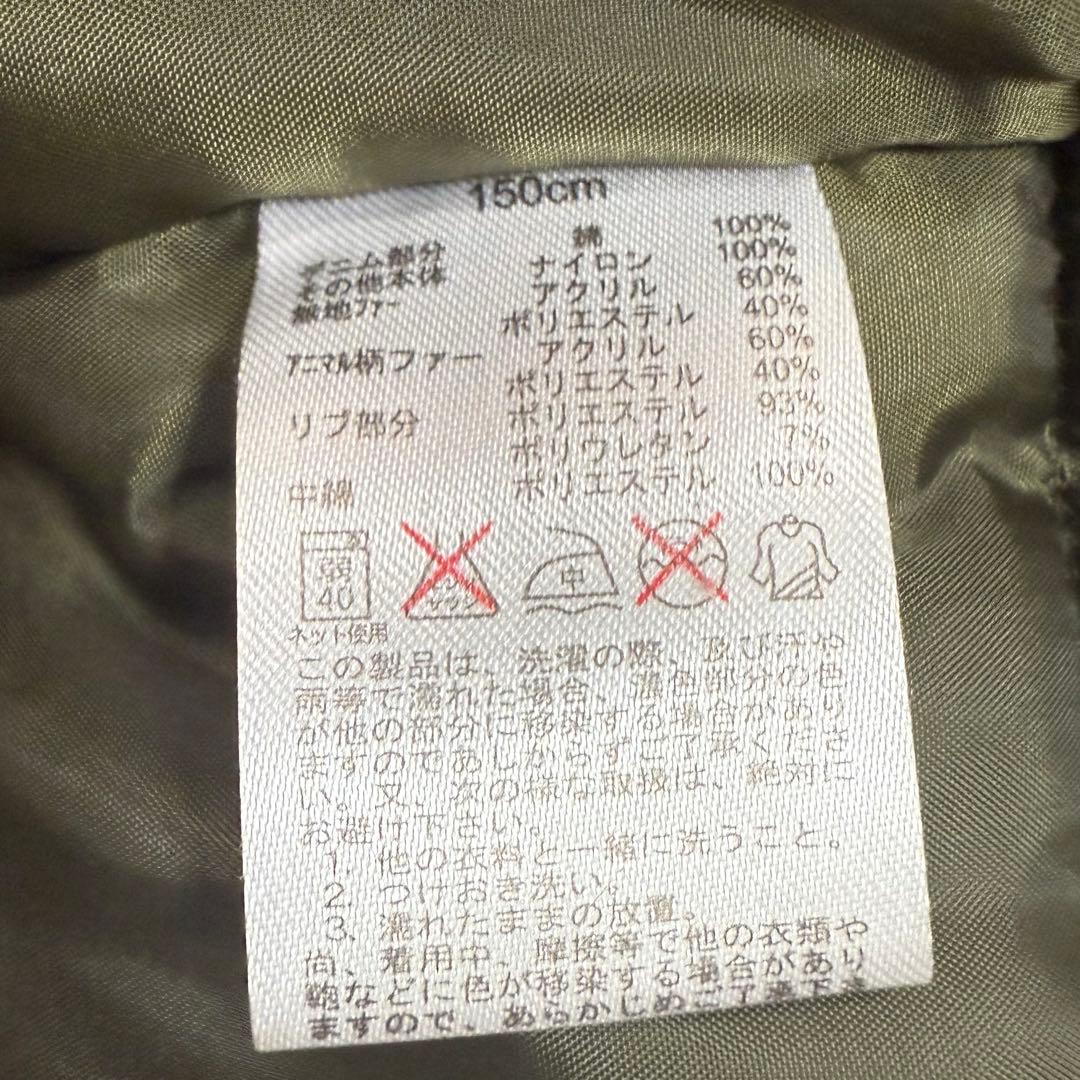 150cm
デニム部分 綿 100%
その他本体 ナイロン 100%
無地ファー アクリル 60%
ポリエステル 40%
アニマル柄ファー アクリル 60%
ポリエステル 40%
リブ部分 ポリエステル 93%
ポリウレタン 7%
中綿 ポリエステル 100%
弱 中
40
ネット使用
この製品は、洗濯の際、及び汗や
雨等で濡れた場合、濃色部分の色
が他の部分に移染する場合があり
ますのであしからずご了承くださ
い。又、次の様な取扱は、絶対に
お避け下さい。
1、他の衣料と一緒に洗うこと。
2、つけおき洗い。
3、濡れたままの放置。
尚、着用中、摩擦等で他の衣類や
鞄などに色が移染する場合があり
ますので、あらかじめご了承下さ